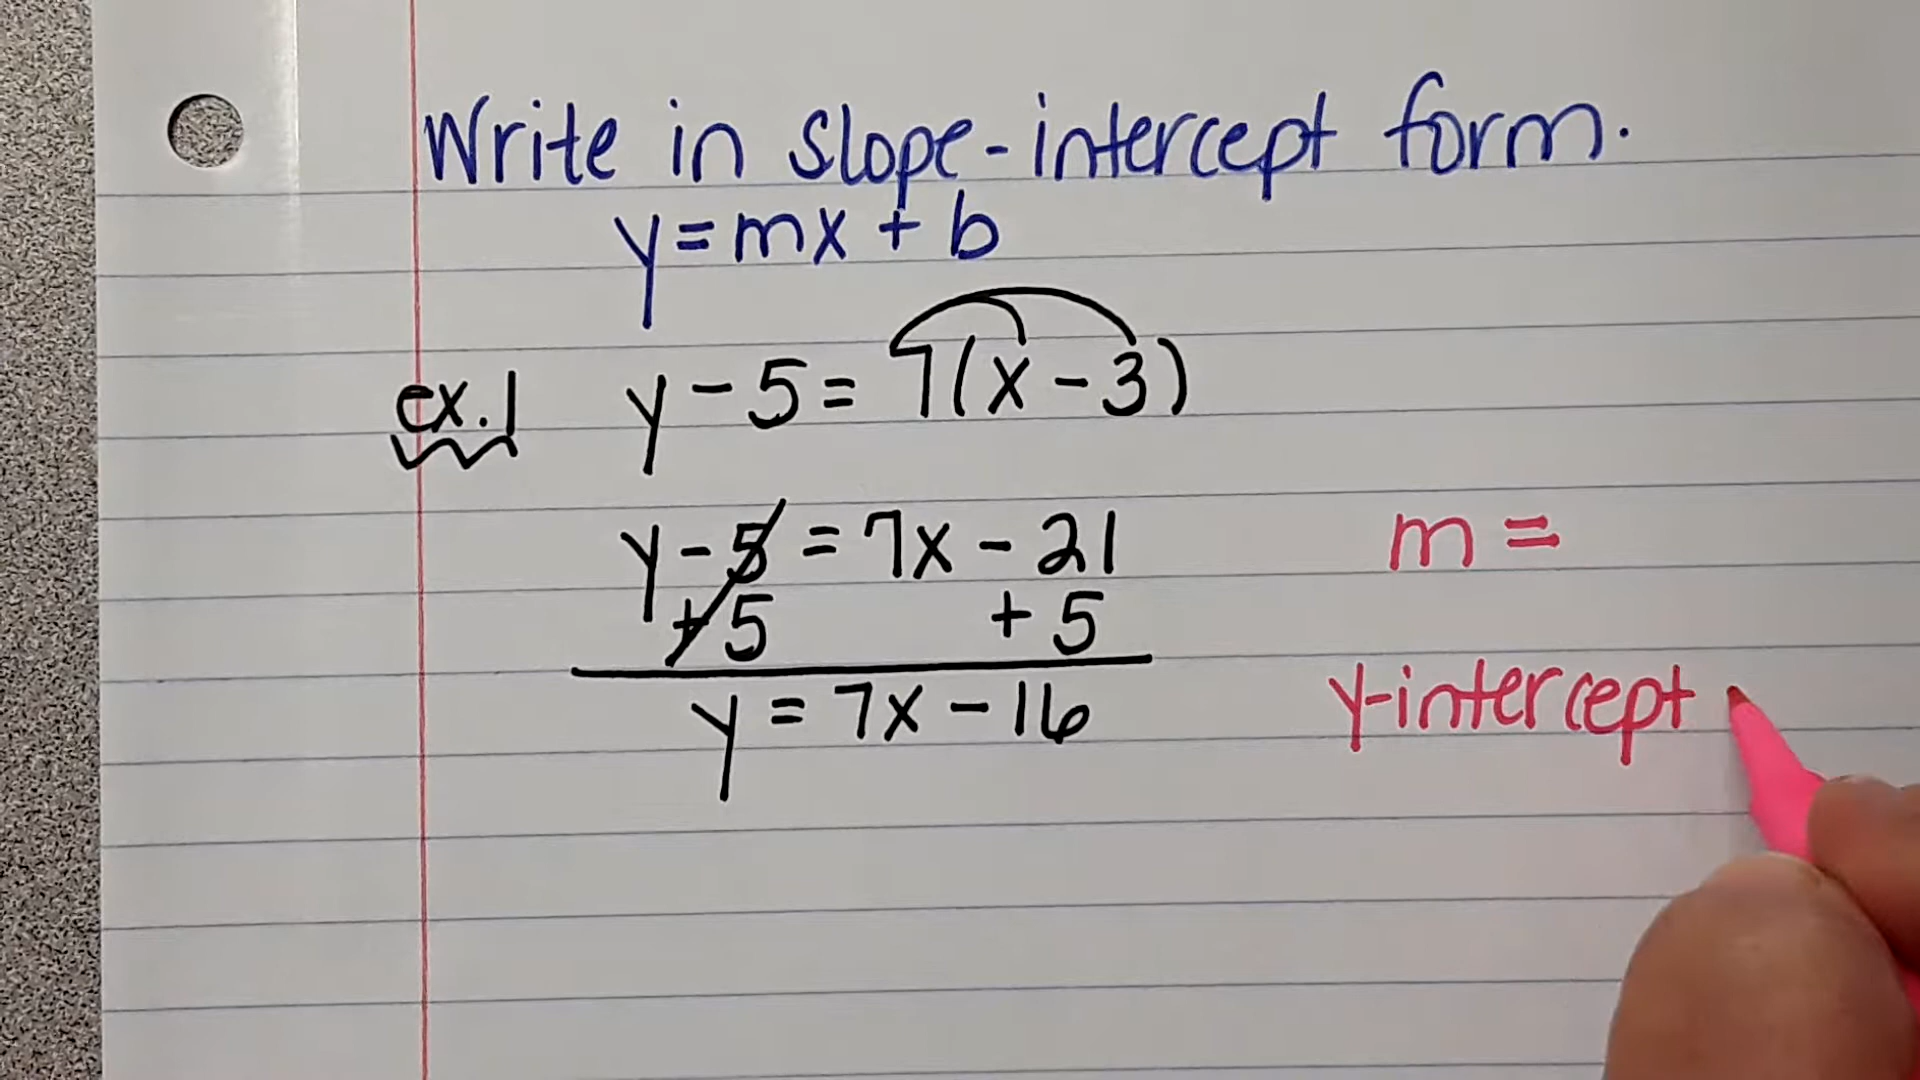 Write in slope-intercept form.
y = mx + b
ex.1 y - 5 = 7(x - 3)
y - 5 = 7x - 21
+ 5 + 5
y = 7x - 16
m =
y-intercept